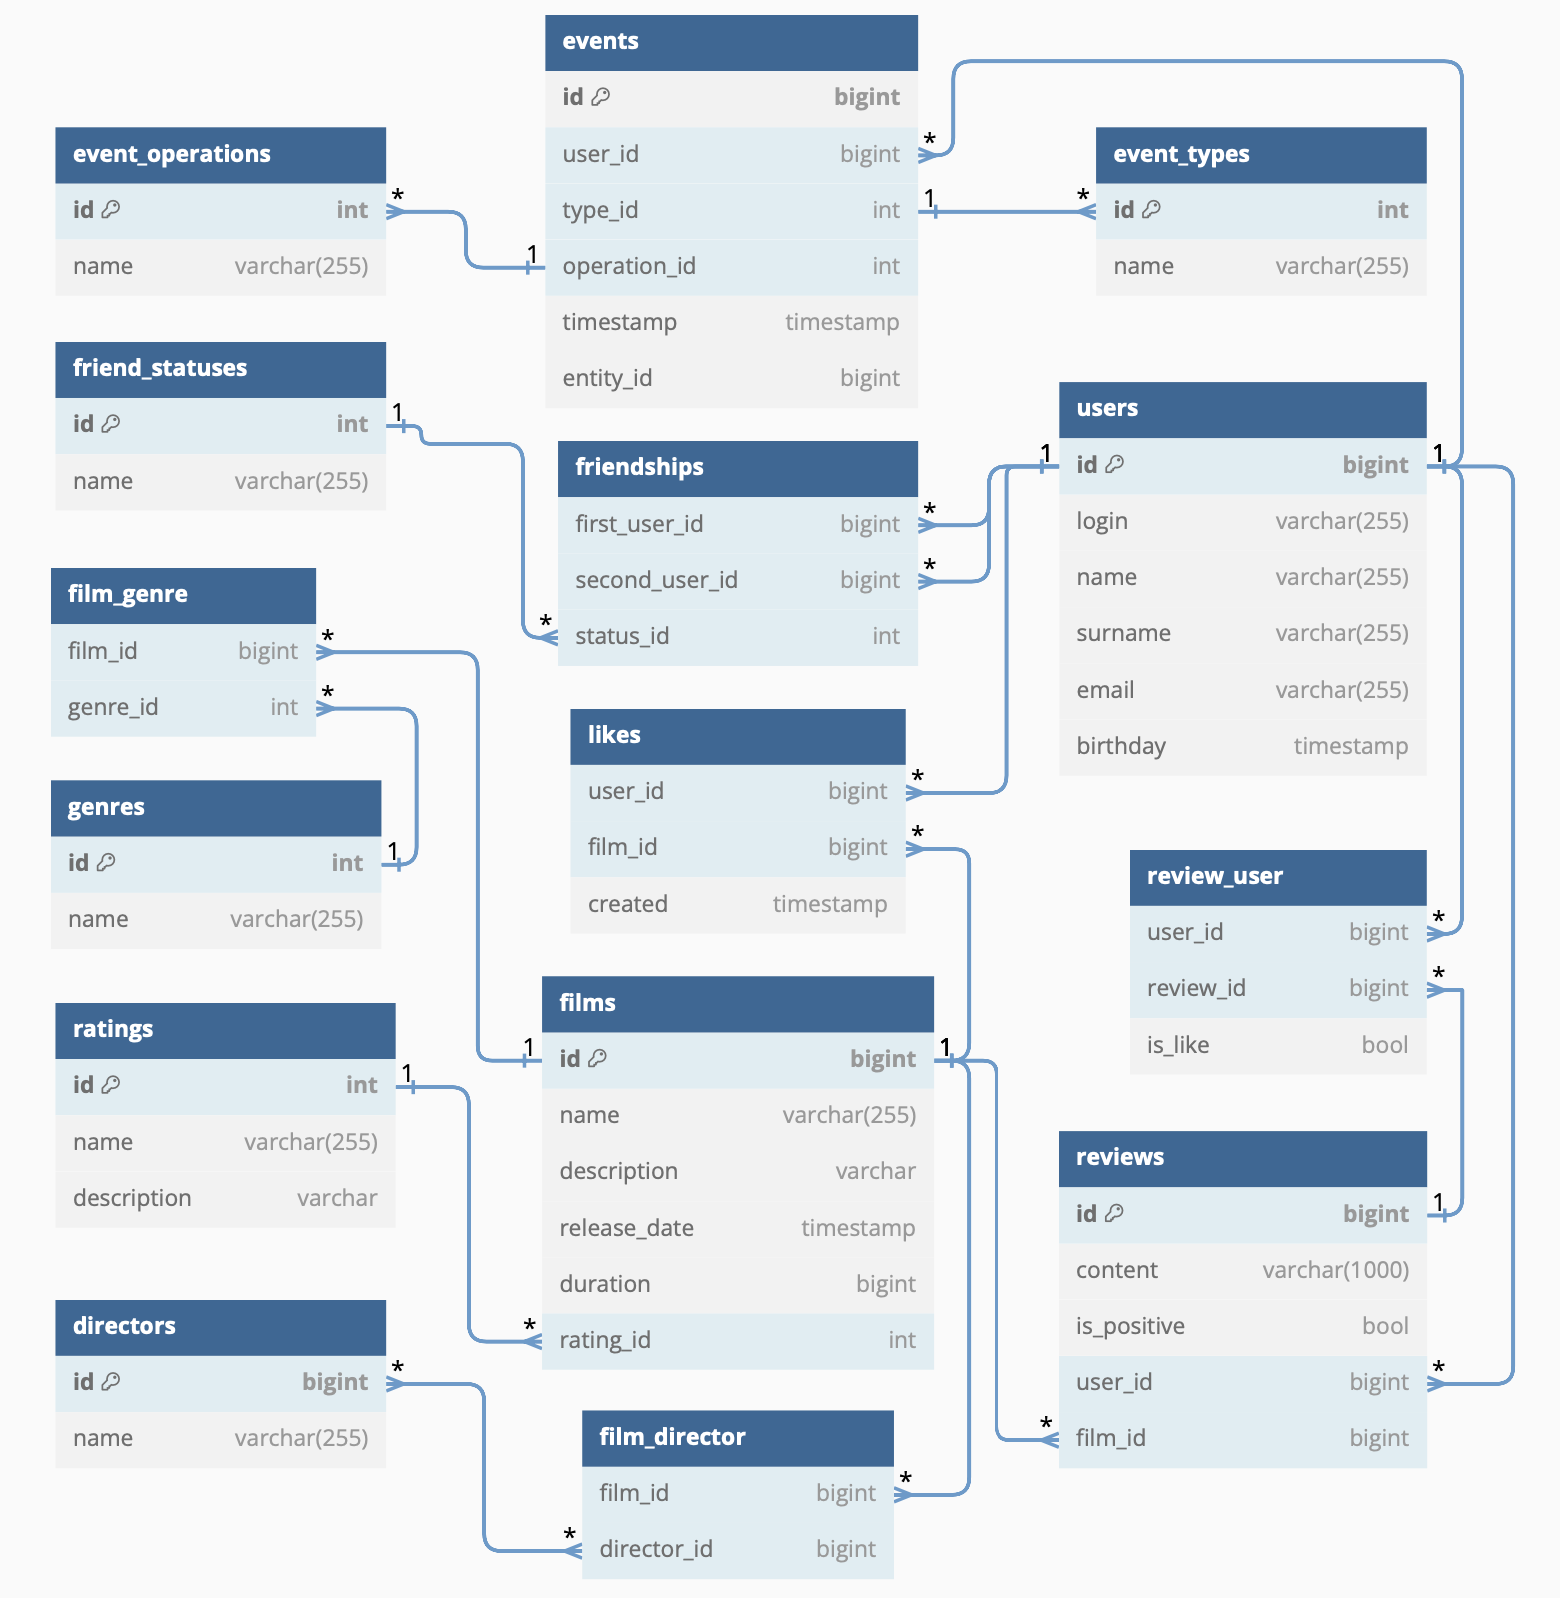 events
id bigint
user_id bigint
type_id int
operation_id int
timestamp timestamp
entity_id bigint
event_operations
id int
name varchar(255)
event_types
id int
name varchar(255)
friend_statuses
id int
name varchar(255)
users
id bigint
login varchar(255)
name varchar(255)
surname varchar(255)
email varchar(255)
birthday timestamp
friendships
first_user_id bigint
second_user_id bigint
status_id int
film_genre
film_id bigint
genre_id int
likes
user_id bigint
film_id bigint
created timestamp
genres
id int
name varchar(255)
review_user
user_id bigint
review_id bigint
is_like bool
films
id bigint
name varchar(255)
description varchar
release_date timestamp
duration bigint
rating_id int
ratings
id int
name varchar(255)
description varchar
reviews
id bigint
content varchar(1000)
is_positive bool
user_id bigint
film_id bigint
directors
id bigint
name varchar(255)
film_director
film_id bigint
director_id bigint
*
*
1
*
1
1
1
1
*
*
*
*
*
*
*
1
*
*
1
1
1
*
1
*
*
*
*
*